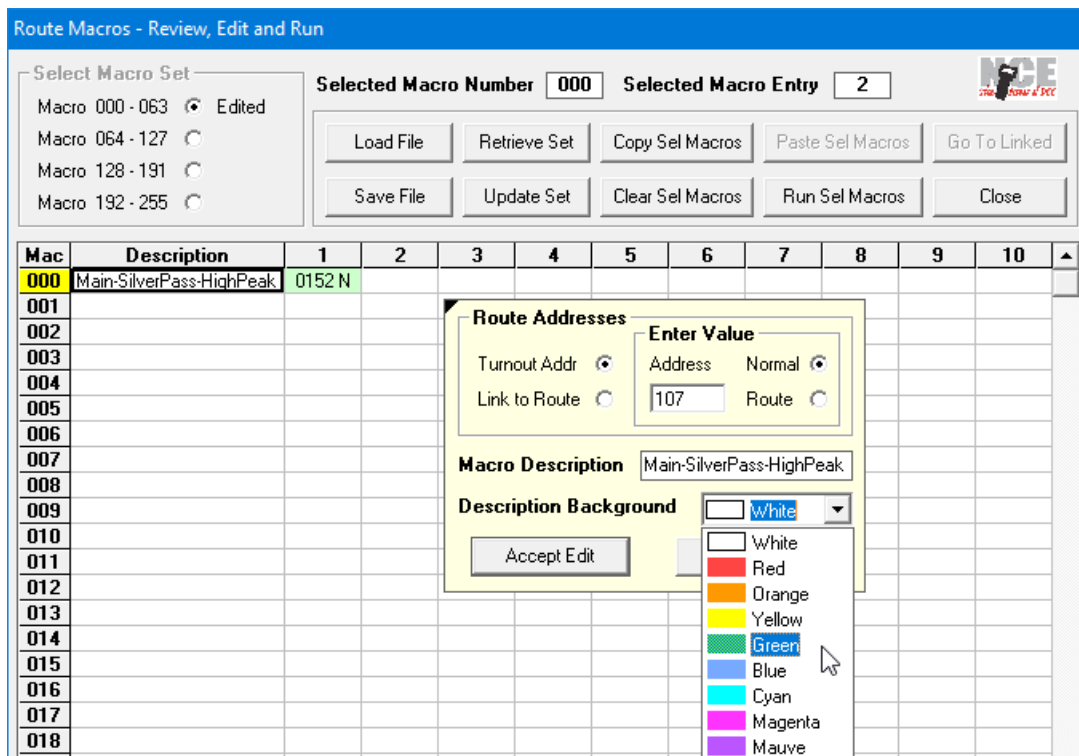 Route Macros - Review, Edit and Run
Select Macro Set
Macro 000 - 063 Edited
Macro 064 - 127
Macro 128 - 191
Macro 192 - 255
Selected Macro Number 000 Selected Macro Entry 2
NCE
Load File Retrieve Set Copy Sel Macros Paste Sel Macros Go To Linked
Save File Update Set Clear Sel Macros Run Sel Macros Close
Mac Description 1 2 3 4 5 6 7 8 9 10
000 Main-SilverPass-HighPeak 0152 N
001
002
003
004
005
006
007
008
009
010
011
012
013
014
015
016
017
018
Route Addresses
Enter Value
Turnout Addr Address Normal
Link to Route 107 Route
Macro Description Main-SilverPass-HighPeak
Description Background White
Accept Edit
White
Red
Orange
Yellow
Green
Blue
Cyan
Magenta
Mauve